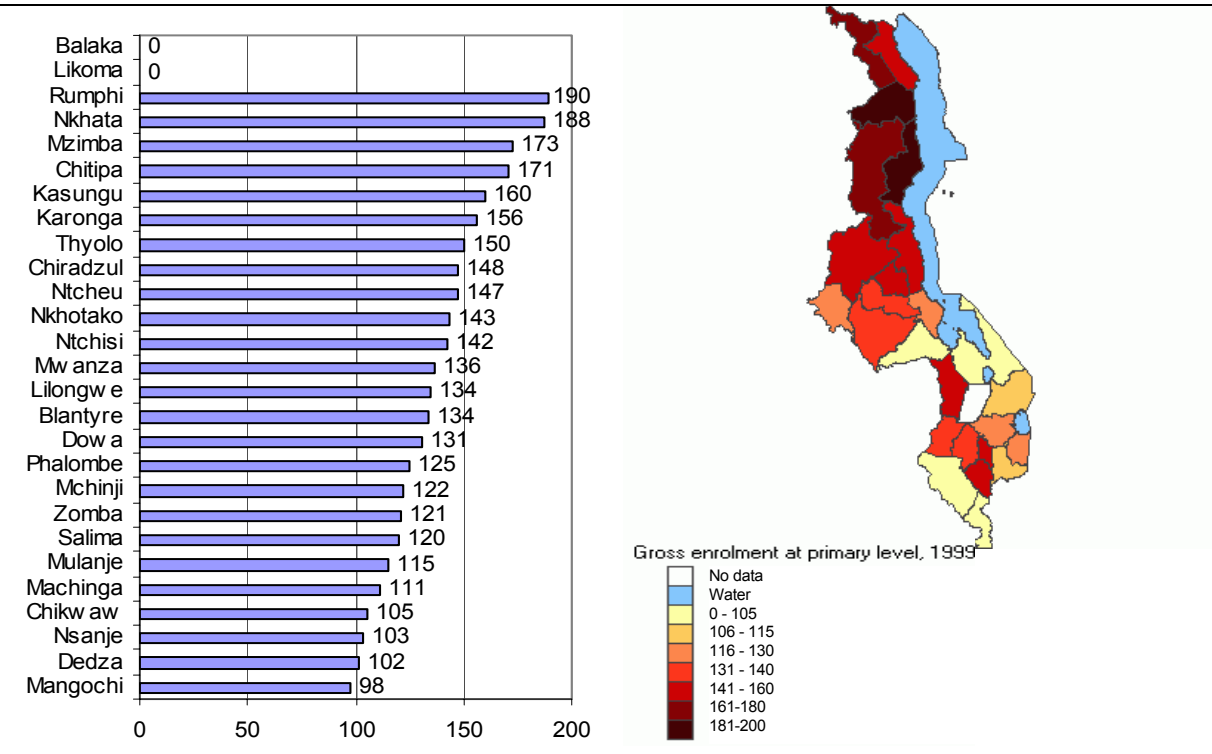 Balaka 0
Likoma 0
Rumphi 190
Nkhata 188
Mzimba 173
Chitipa 171
Kasungu 160
Karonga 156
Thyolo 150
Chiradzul 148
Ntcheu 147
Nkhotako 143
Ntchisi 142
Mw anza 136
Lilongw e 134
Blantyre 134
Dow a 131
Phalombe 125
Mchinji 122
Zomba 121
Salima 120
Mulanje 115
Machinga 111
Chikw aw 105
Nsanje 103
Dedza 102
Mangochi 98
0 50 100 150 200
Gross enrolment at primary level, 1999
No data
Water
0 - 105
106 - 115
116 - 130
131 - 140
141 - 160
161-180
181-200